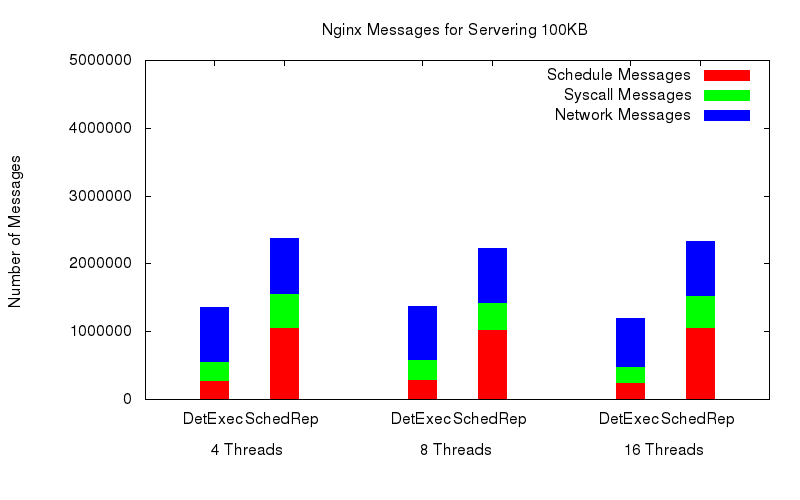 Nginx Messages for Servering 100KB
Schedule Messages
Syscall Messages
Network Messages
Number of Messages
5000000
4000000
3000000
2000000
1000000
0
DetExec SchedRep DetExec SchedRep DetExec SchedRep
4 Threads 8 Threads 16 Threads